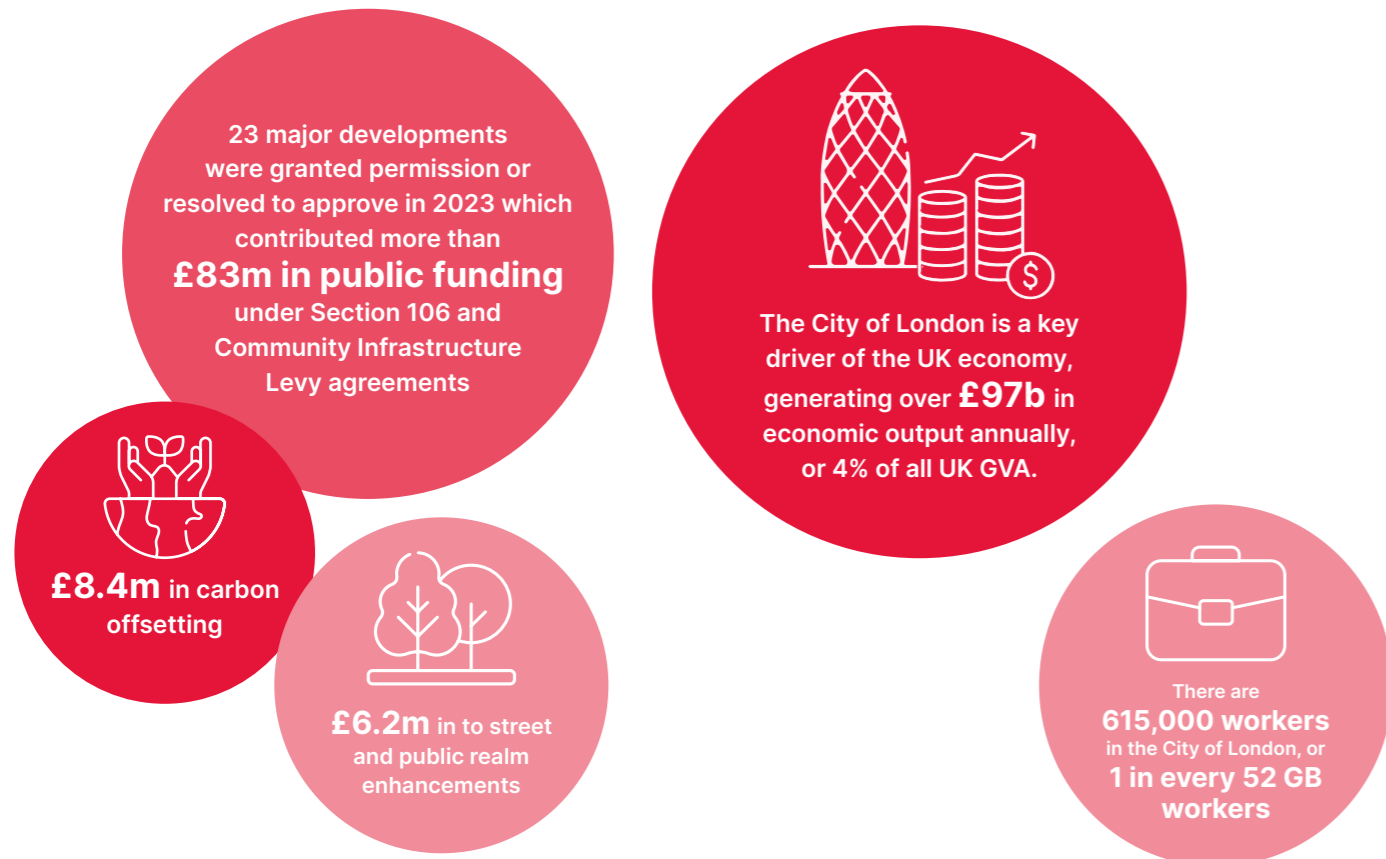 23 major developments
were granted permission or
resolved to approve in 2023 which
contributed more than
£83m in public funding
under Section 106 and
Community Infrastructure
Levy agreements
£8.4m in carbon
offsetting
£6.2m in to street
and public realm
enhancements
$
The City of London is a key
driver of the UK economy,
generating over £97b in
economic output annually,
or 4% of all UK GVA.
There are
615,000 workers
in the City of London, or
1 in every 52 GB
workers